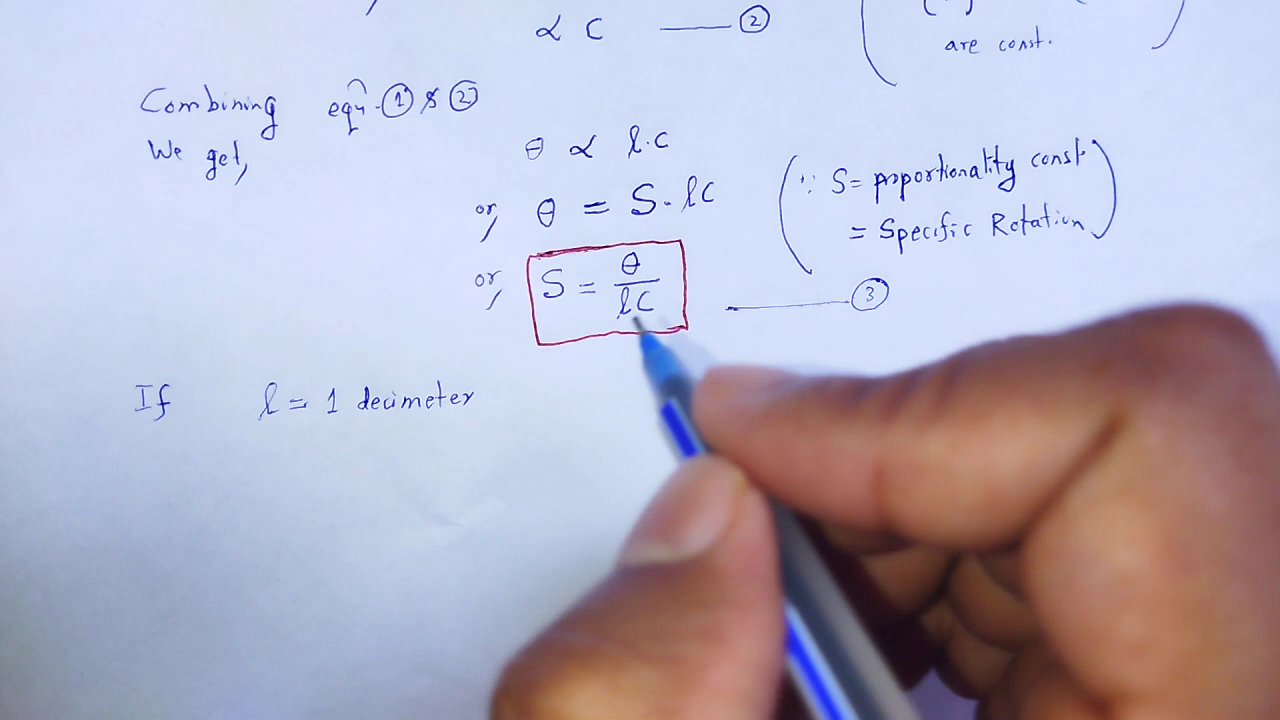 ∝ C —— ②
are const.
Combining eqn. ① & ②
We get,
θ ∝ l.C
or, θ = S. lC
(∵ S = proportionality const
= Specific Rotation)
or, S = θ/lC —— ③
If l = 1 decimeter